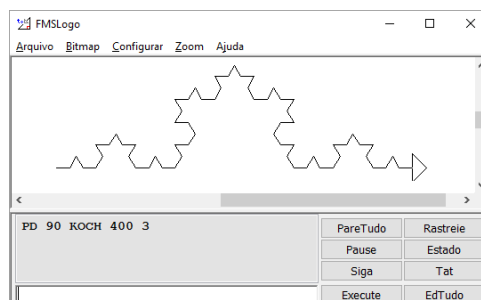 FMSLogo
Arquivo Bitmap Configurar Zoom Ajuda
PD 90 KOCH 400 3
PareTudo Rastreie
Pause Estado
Siga Tat
Execute EdTudo